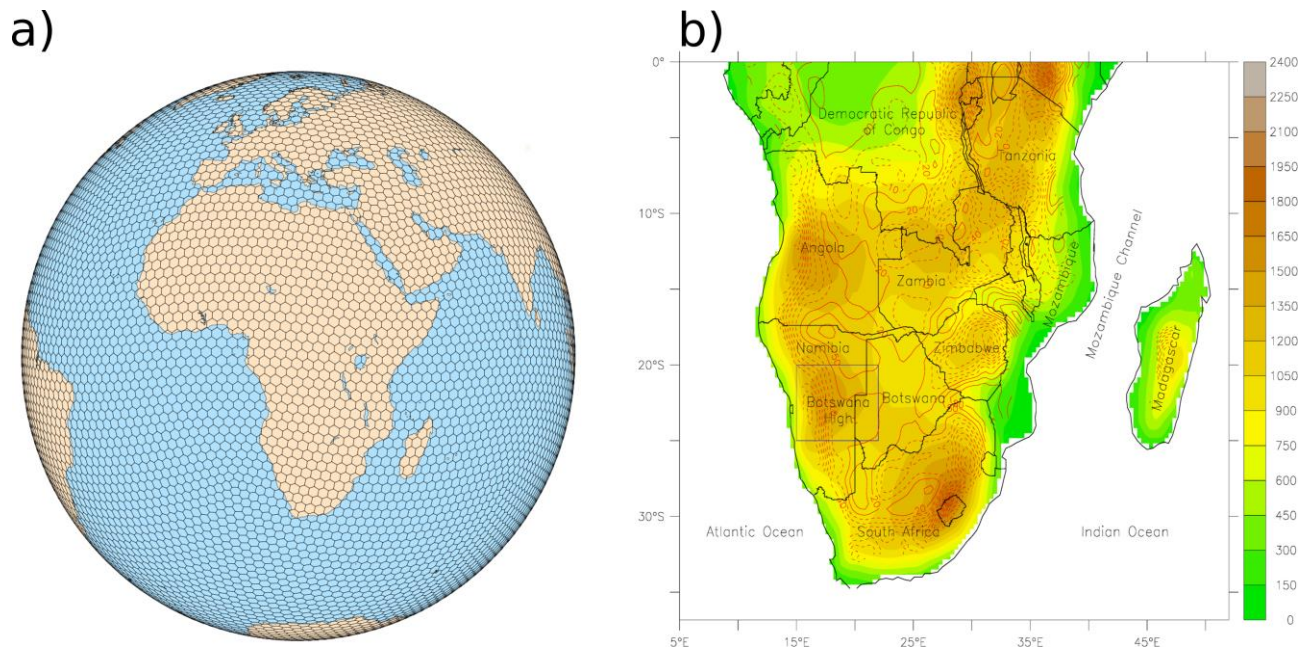 a)
b)
0°
10°S
20°S
30°S
5°E
15°E
25°E
35°E
45°E
Democratic Republic
of Congo
Tanzania
Angola
Zambia
Mozambique
Mozambique Channel
Namibia
Zimbabwe
Botswana
High
Botswana
Madagascar
Atlantic Ocean
South Africa
Indian Ocean
2400
2250
2100
1950
1800
1650
1500
1350
1200
1050
900
750
600
450
300
150
0